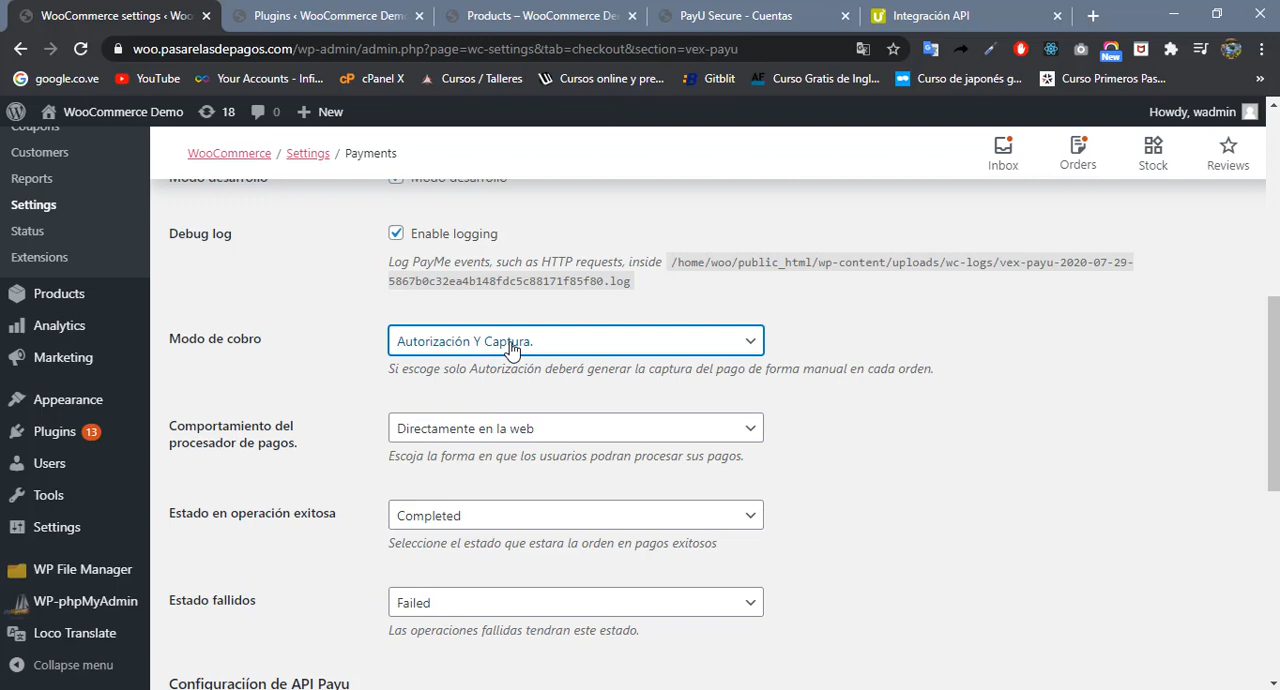 WooCommerce settings ‹ Woo
Plugins ‹ WooCommerce Demo
Products – WooCommerce De
PayU Secure - Cuentas
Integración API
woo.pasarelasdepagos.com/wp-admin/admin.php?page=wc-settings&tab=checkout&section=vex-payu
New
google.co.ve
YouTube
Your Accounts - Infi...
cPanel X
Cursos / Talleres
Cursos online y pre...
Gitblit
Curso Gratis de Ingl...
Curso de japonés g...
Curso Primeros Pas...
WooCommerce Demo
18
0
New
Howdy, wadmin
Coupons
Customers
Reports
Settings
Status
Extensions
Products
Analytics
Marketing
Appearance
Plugins 13
Users
Tools
Settings
WP File Manager
WP-phpMyAdmin
Loco Translate
Collapse menu
WooCommerce / Settings / Payments
Inbox
Orders
Stock
Reviews
Modo desarrollo
Modo desarrollo
Debug log
Enable logging
Log PayMe events, such as HTTP requests, inside /home/woo/public_html/wp-content/uploads/wc-logs/vex-payu-2020-07-29-
5867b0c32ea4b148fdc5c88171f85f80.log
Modo de cobro
Autorización Y Captura.
Si escoge solo Autorización deberá generar la captura del pago de forma manual en cada orden.
Comportamiento del
procesador de pagos.
Directamente en la web
Escoja la forma en que los usuarios podran procesar sus pagos.
Estado en operación exitosa
Completed
Seleccione el estado que estara la orden en pagos exitosos
Estado fallidos
Failed
Las operaciones fallidas tendran este estado.
Configuraciíon de API Payu